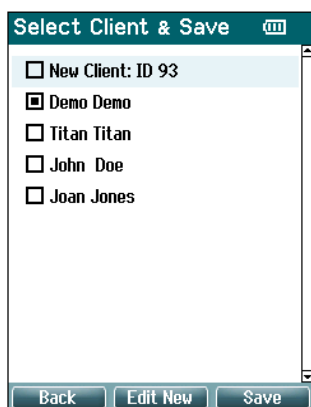 Select Client & Save
New Client: ID 93
Demo Demo
Titan Titan
John Doe
Joan Jones
Back Edit New Save